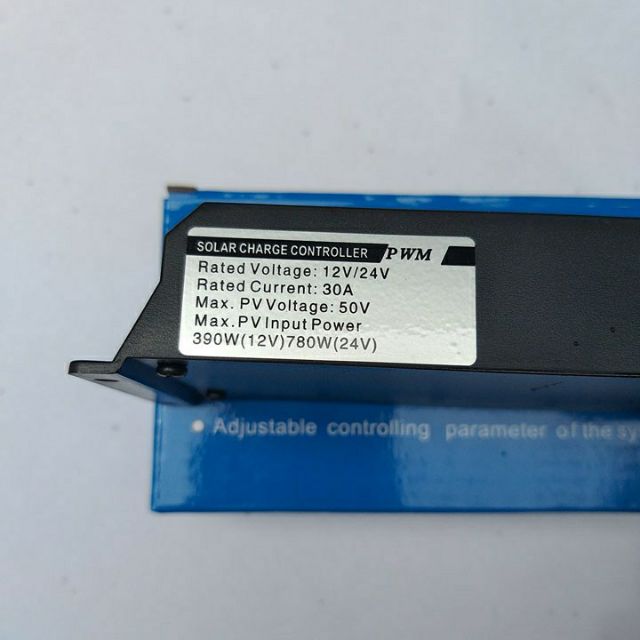 SOLAR CHARGE CONTROLLER PWM
Rated Voltage: 12V/24V
Rated Current: 30A
Max. PV Voltage: 50V
Max. PV Input Power
390W(12V)780W(24V)
• Adjustable controlling parameter of the sy